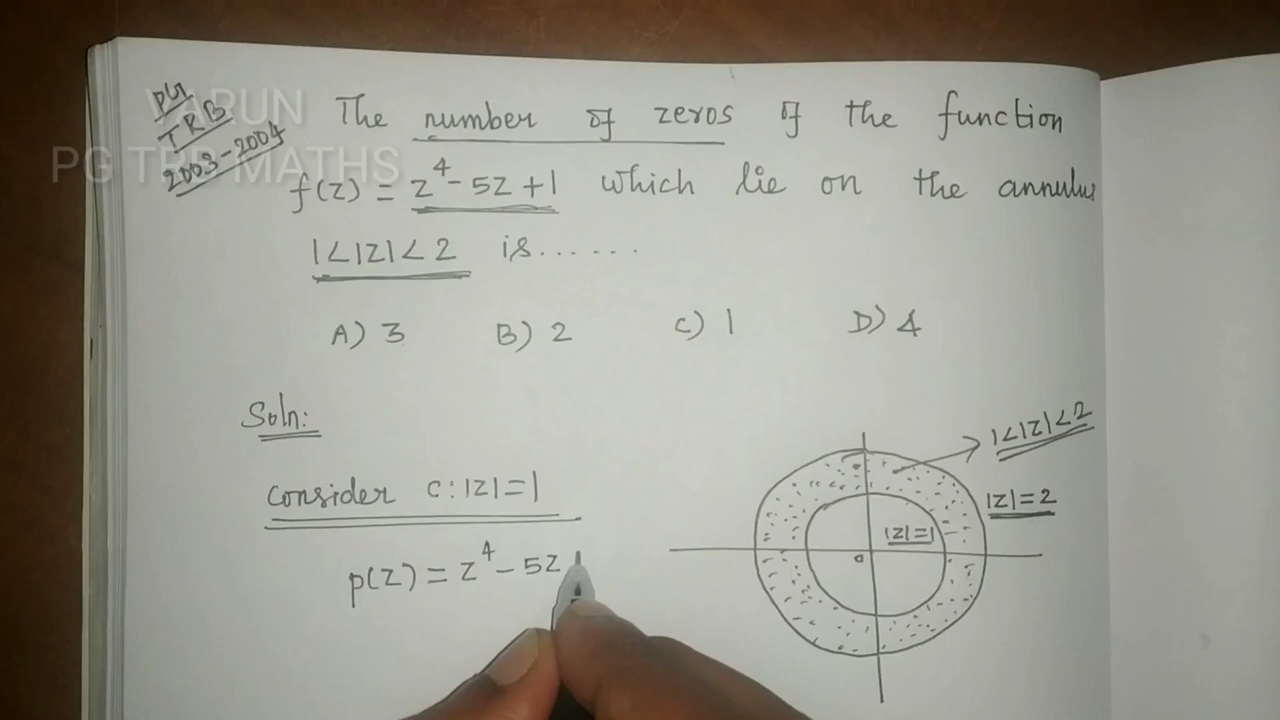 PG
TRB
2003-2004
VARUN
PG TRB MATHS
The number of zeros of the function
f(z) = z⁴ - 5z + 1 which lie on the annulus
1<|z|<2 is......
A) 3 B) 2 C) 1 D) 4
Soln:
consider c:|z|=1
p(z) = z⁴ - 5z
1<|z|<2
|z|=2
|z|=1